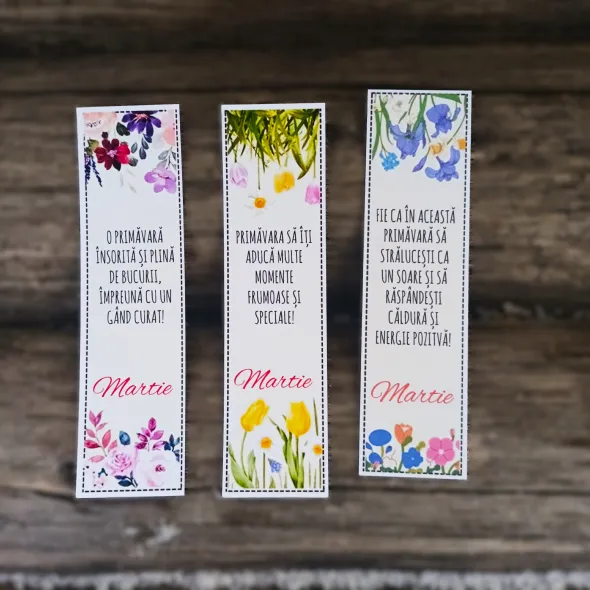 O PRIMĂVARĂ
ÎNSORITĂ ȘI PLINĂ
DE BUCURII,
ÎMPREUNĂ CU UN
GÂND CURAT!
Martie
PRIMĂVARA SĂ ÎȚI
ADUCĂ MULTE
MOMENTE
FRUMOASE ȘI
SPECIALE!
Martie
FIE CA ÎN ACEASTĂ
PRIMĂVARĂ SĂ
STRĂLUCEȘTI CA
UN SOARE ȘI SĂ
RĂSPÂNDEȘTI
CĂLDURĂ ȘI
ENERGIE POZITVĂ!
Martie